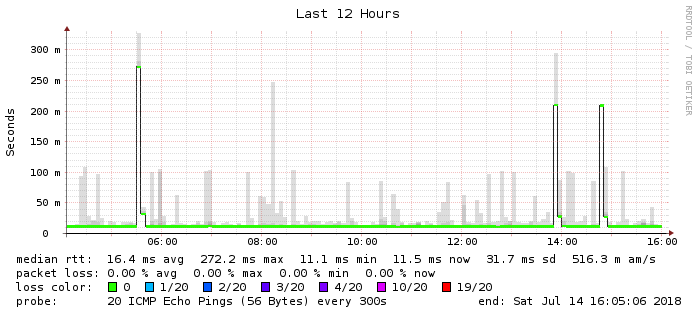 Last 12 Hours
RRDTOOL / TOBI OETIKER
Seconds
300 m
250 m
200 m
150 m
100 m
50 m
0
06:00 08:00 10:00 12:00 14:00 16:00
median rtt: 16.4 ms avg 272.2 ms max 11.1 ms min 11.5 ms now 31.7 ms sd 516.3 m am/s
packet loss: 0.00 % avg 0.00 % max 0.00 % min 0.00 % now
loss color: 0 1/20 2/20 3/20 4/20 10/20 19/20
probe: 20 ICMP Echo Pings (56 Bytes) every 300s end: Sat Jul 14 16:05:06 2018